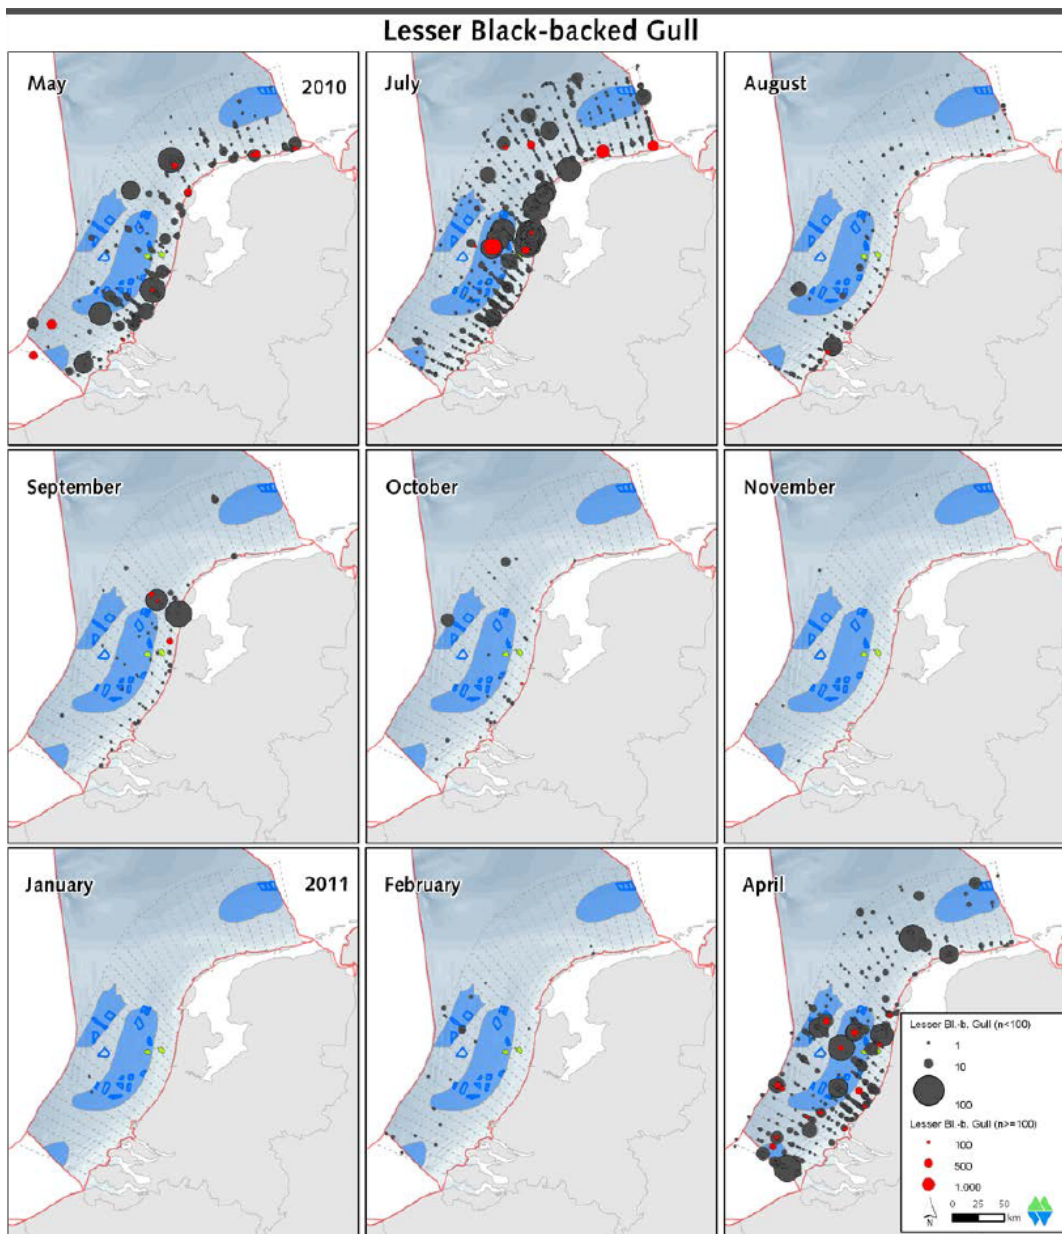 Lesser Black-backed Gull
May
2010
July
August
September
October
November
January
2011
February
April
Lesser Bl.-b. Gull (n<100)
1
10
100
Lesser Bl.-b. Gull (n>=100)
100
500
1.000
0 25 50
km
N